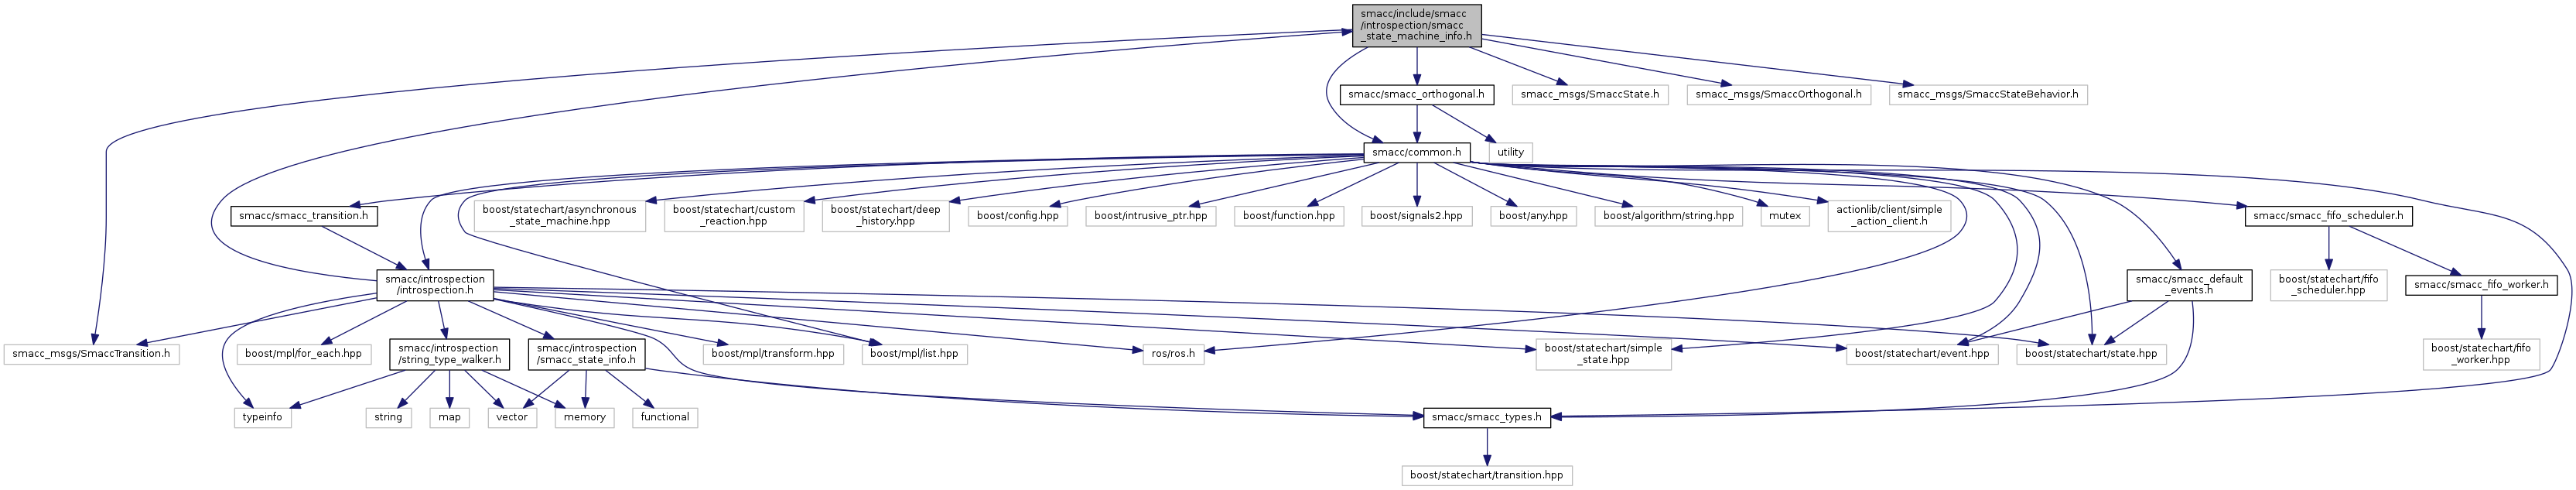 smacc/include/smacc
/introspection/smacc
_state_machine_info.h
smacc/smacc_orthogonal.h
smacc_msgs/SmaccState.h
smacc_msgs/SmaccOrthogonal.h
smacc_msgs/SmaccStateBehavior.h
smacc/common.h
utility
smacc/smacc_transition.h
boost/statechart/asynchronous
_state_machine.hpp
boost/statechart/custom
_reaction.hpp
boost/statechart/deep
_history.hpp
boost/config.hpp
boost/intrusive_ptr.hpp
boost/function.hpp
boost/signals2.hpp
boost/any.hpp
boost/algorithm/string.hpp
mutex
actionlib/client/simple
_action_client.h
smacc/smacc_fifo_scheduler.h
smacc/introspection
/introspection.h
smacc/smacc_default
_events.h
boost/statechart/fifo
_scheduler.hpp
smacc/smacc_fifo_worker.h
smacc_msgs/SmaccTransition.h
boost/mpl/for_each.hpp
smacc/introspection
/string_type_walker.h
smacc/introspection
/smacc_state_info.h
boost/mpl/transform.hpp
boost/mpl/list.hpp
ros/ros.h
boost/statechart/simple
_state.hpp
boost/statechart/event.hpp
boost/statechart/state.hpp
boost/statechart/fifo
_worker.hpp
typeinfo
string
map
vector
memory
functional
smacc/smacc_types.h
boost/statechart/transition.hpp